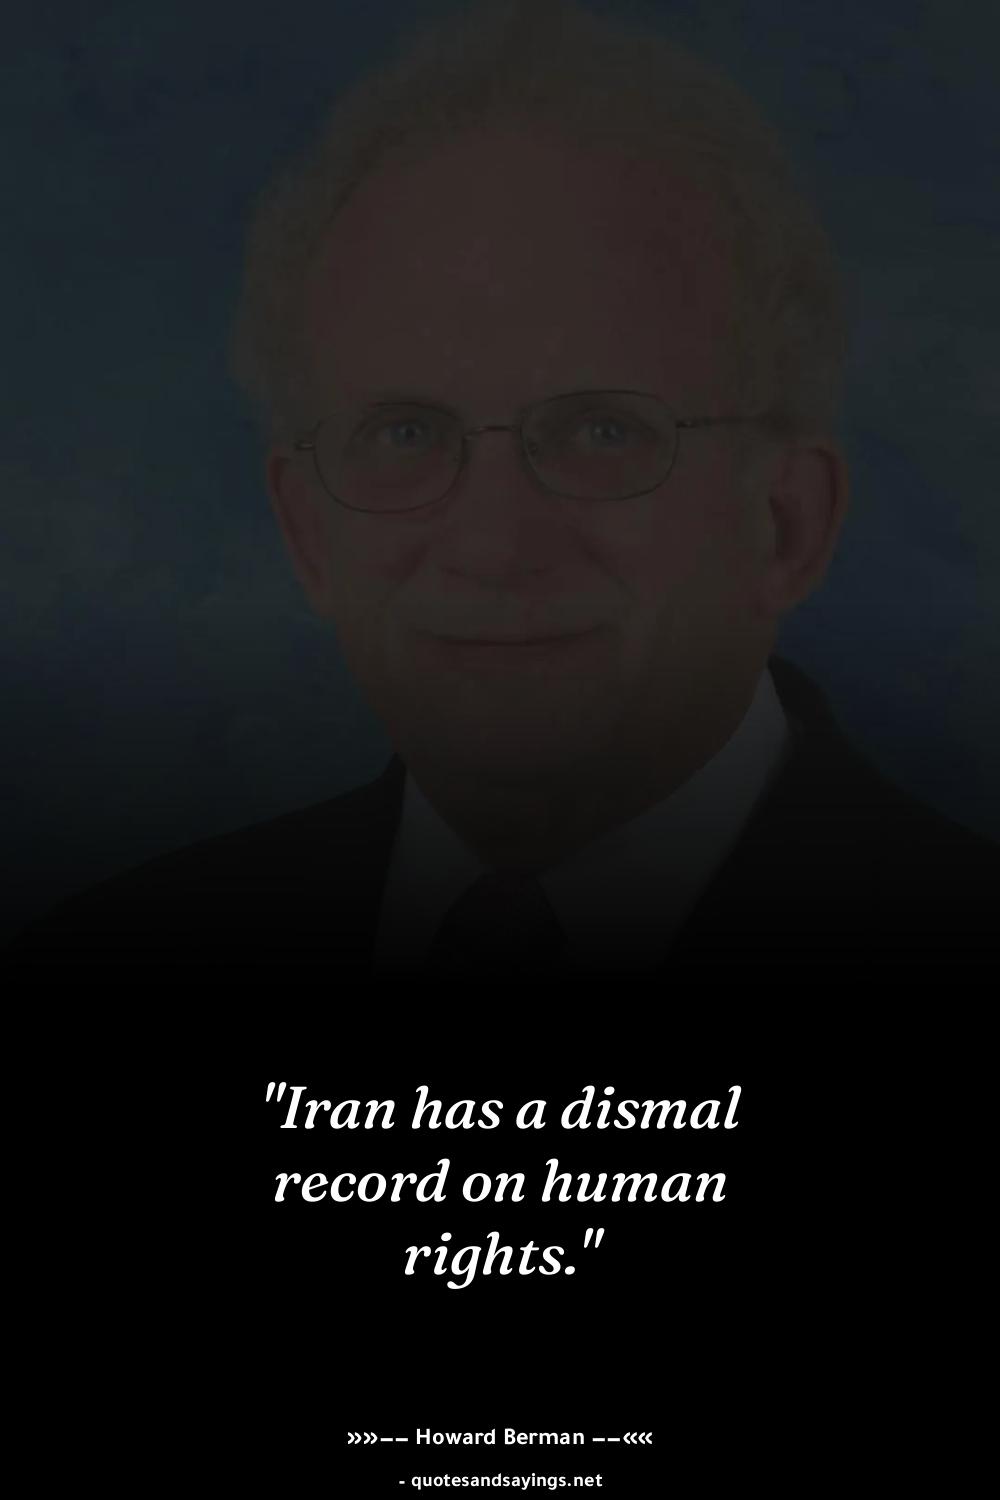 "Iran has a dismal
record on human
rights."
»»–– Howard Berman ––««
- quotesandsayings.net